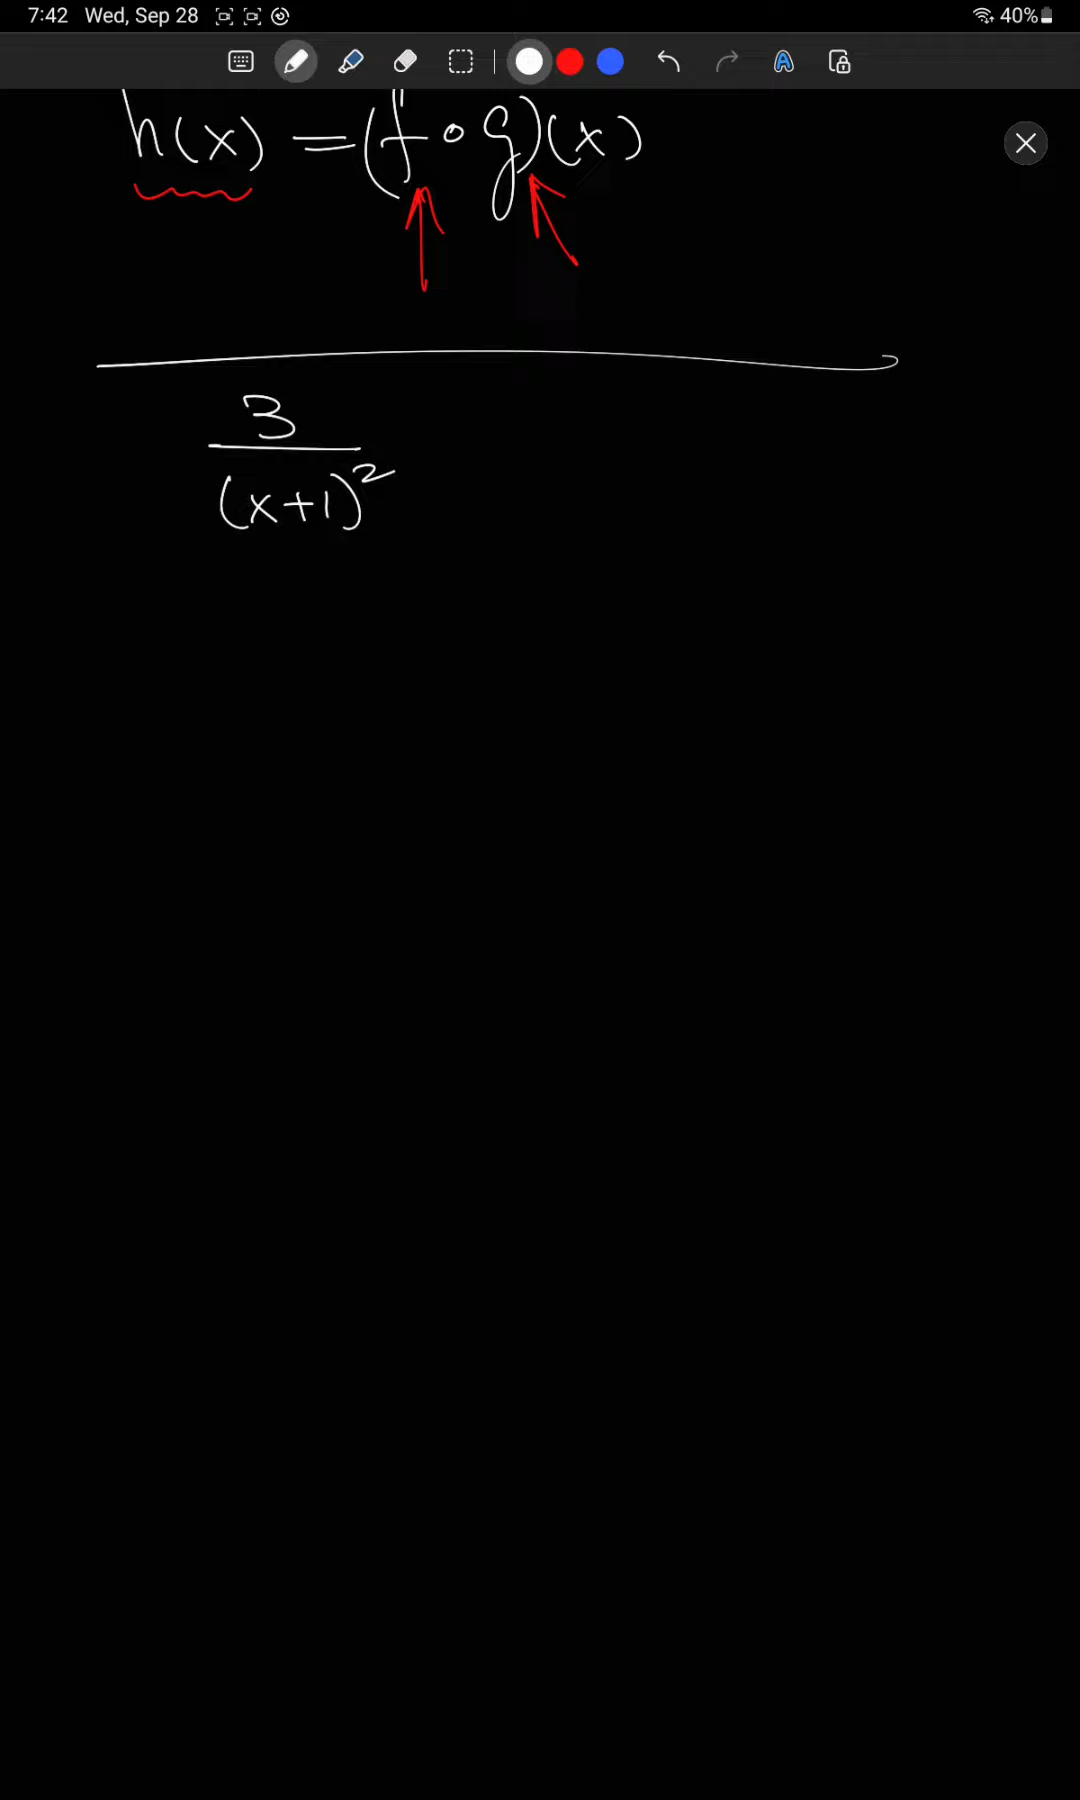 7:42 Wed, Sep 28 40%
A
h(x) = (f ∘ g)(x)
3
(x+1)²